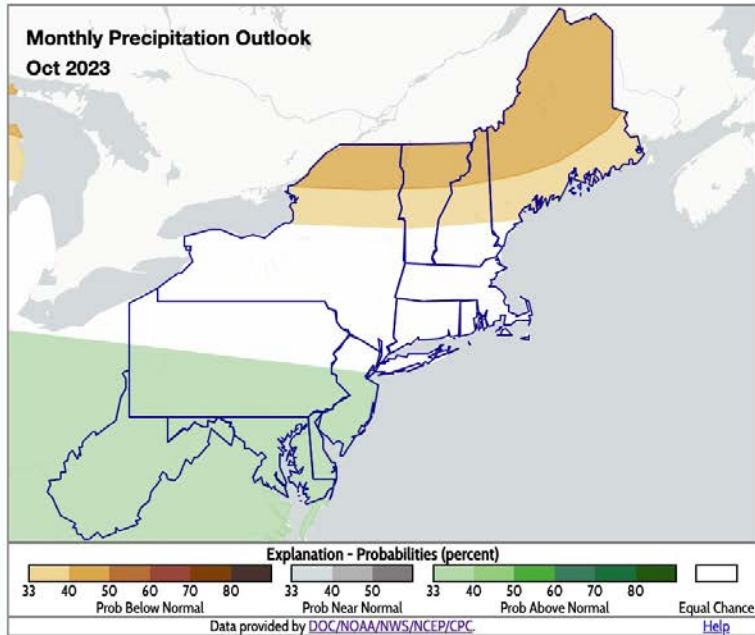 Monthly Precipitation Outlook
Oct 2023
Explanation - Probabilities (percent)
33 40 50 60 70 80 33 40 50 33 40 50 60 70 80
Prob Below Normal Prob Near Normal Prob Above Normal Equal Chance
Data provided by DOC/NOAA/NWS/NCEP/CPC. Help